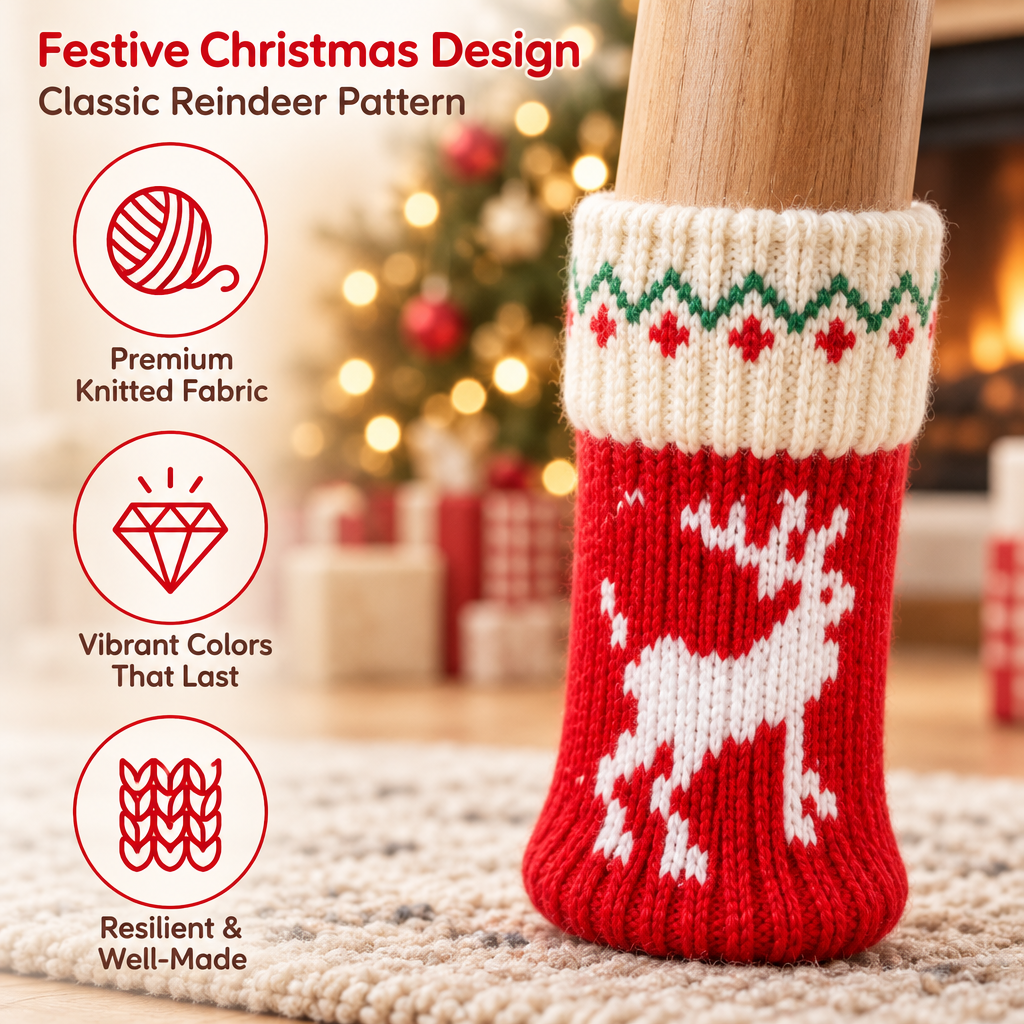 Festive Christmas Design
Classic Reindeer Pattern
Premium
Knitted Fabric
Vibrant Colors
That Last
Resilient &
Well-Made